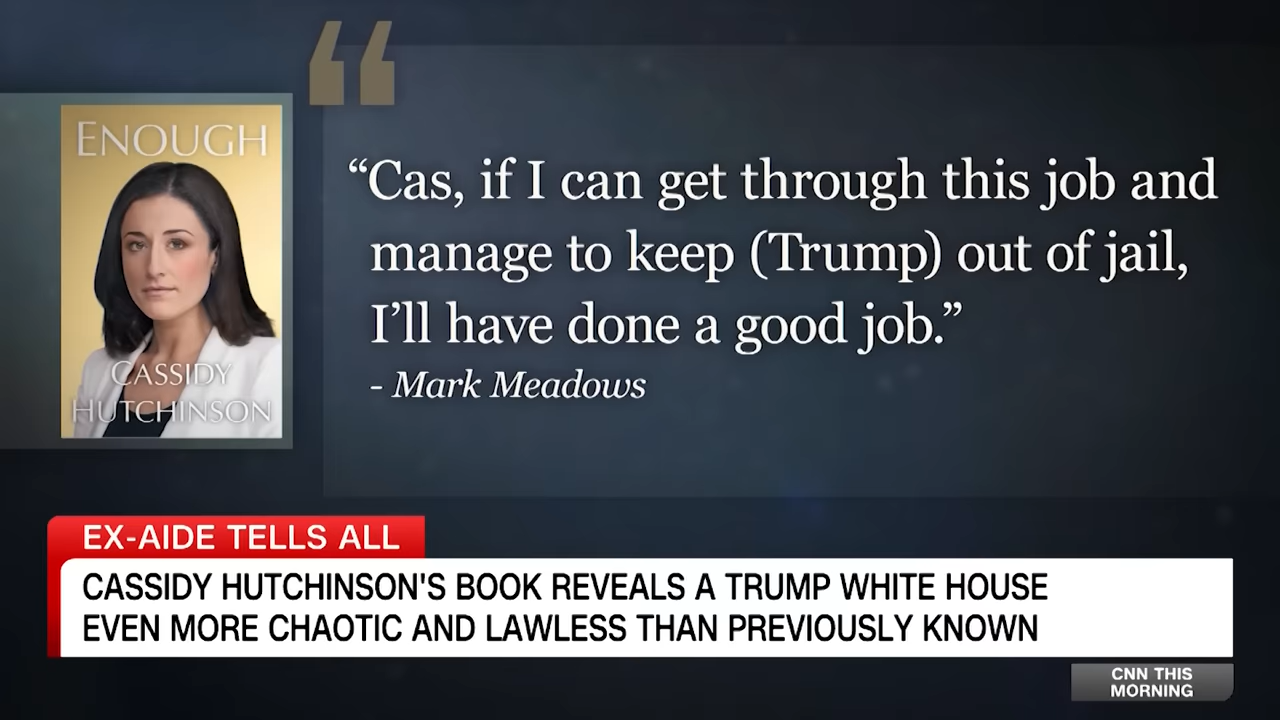 ENOUGH
CASSIDY
HUTCHINSON
“Cas, if I can get through this job and
manage to keep (Trump) out of jail,
I’ll have done a good job.”
- Mark Meadows
EX-AIDE TELLS ALL
CASSIDY HUTCHINSON'S BOOK REVEALS A TRUMP WHITE HOUSE
EVEN MORE CHAOTIC AND LAWLESS THAN PREVIOUSLY KNOWN
CNN THIS
MORNING